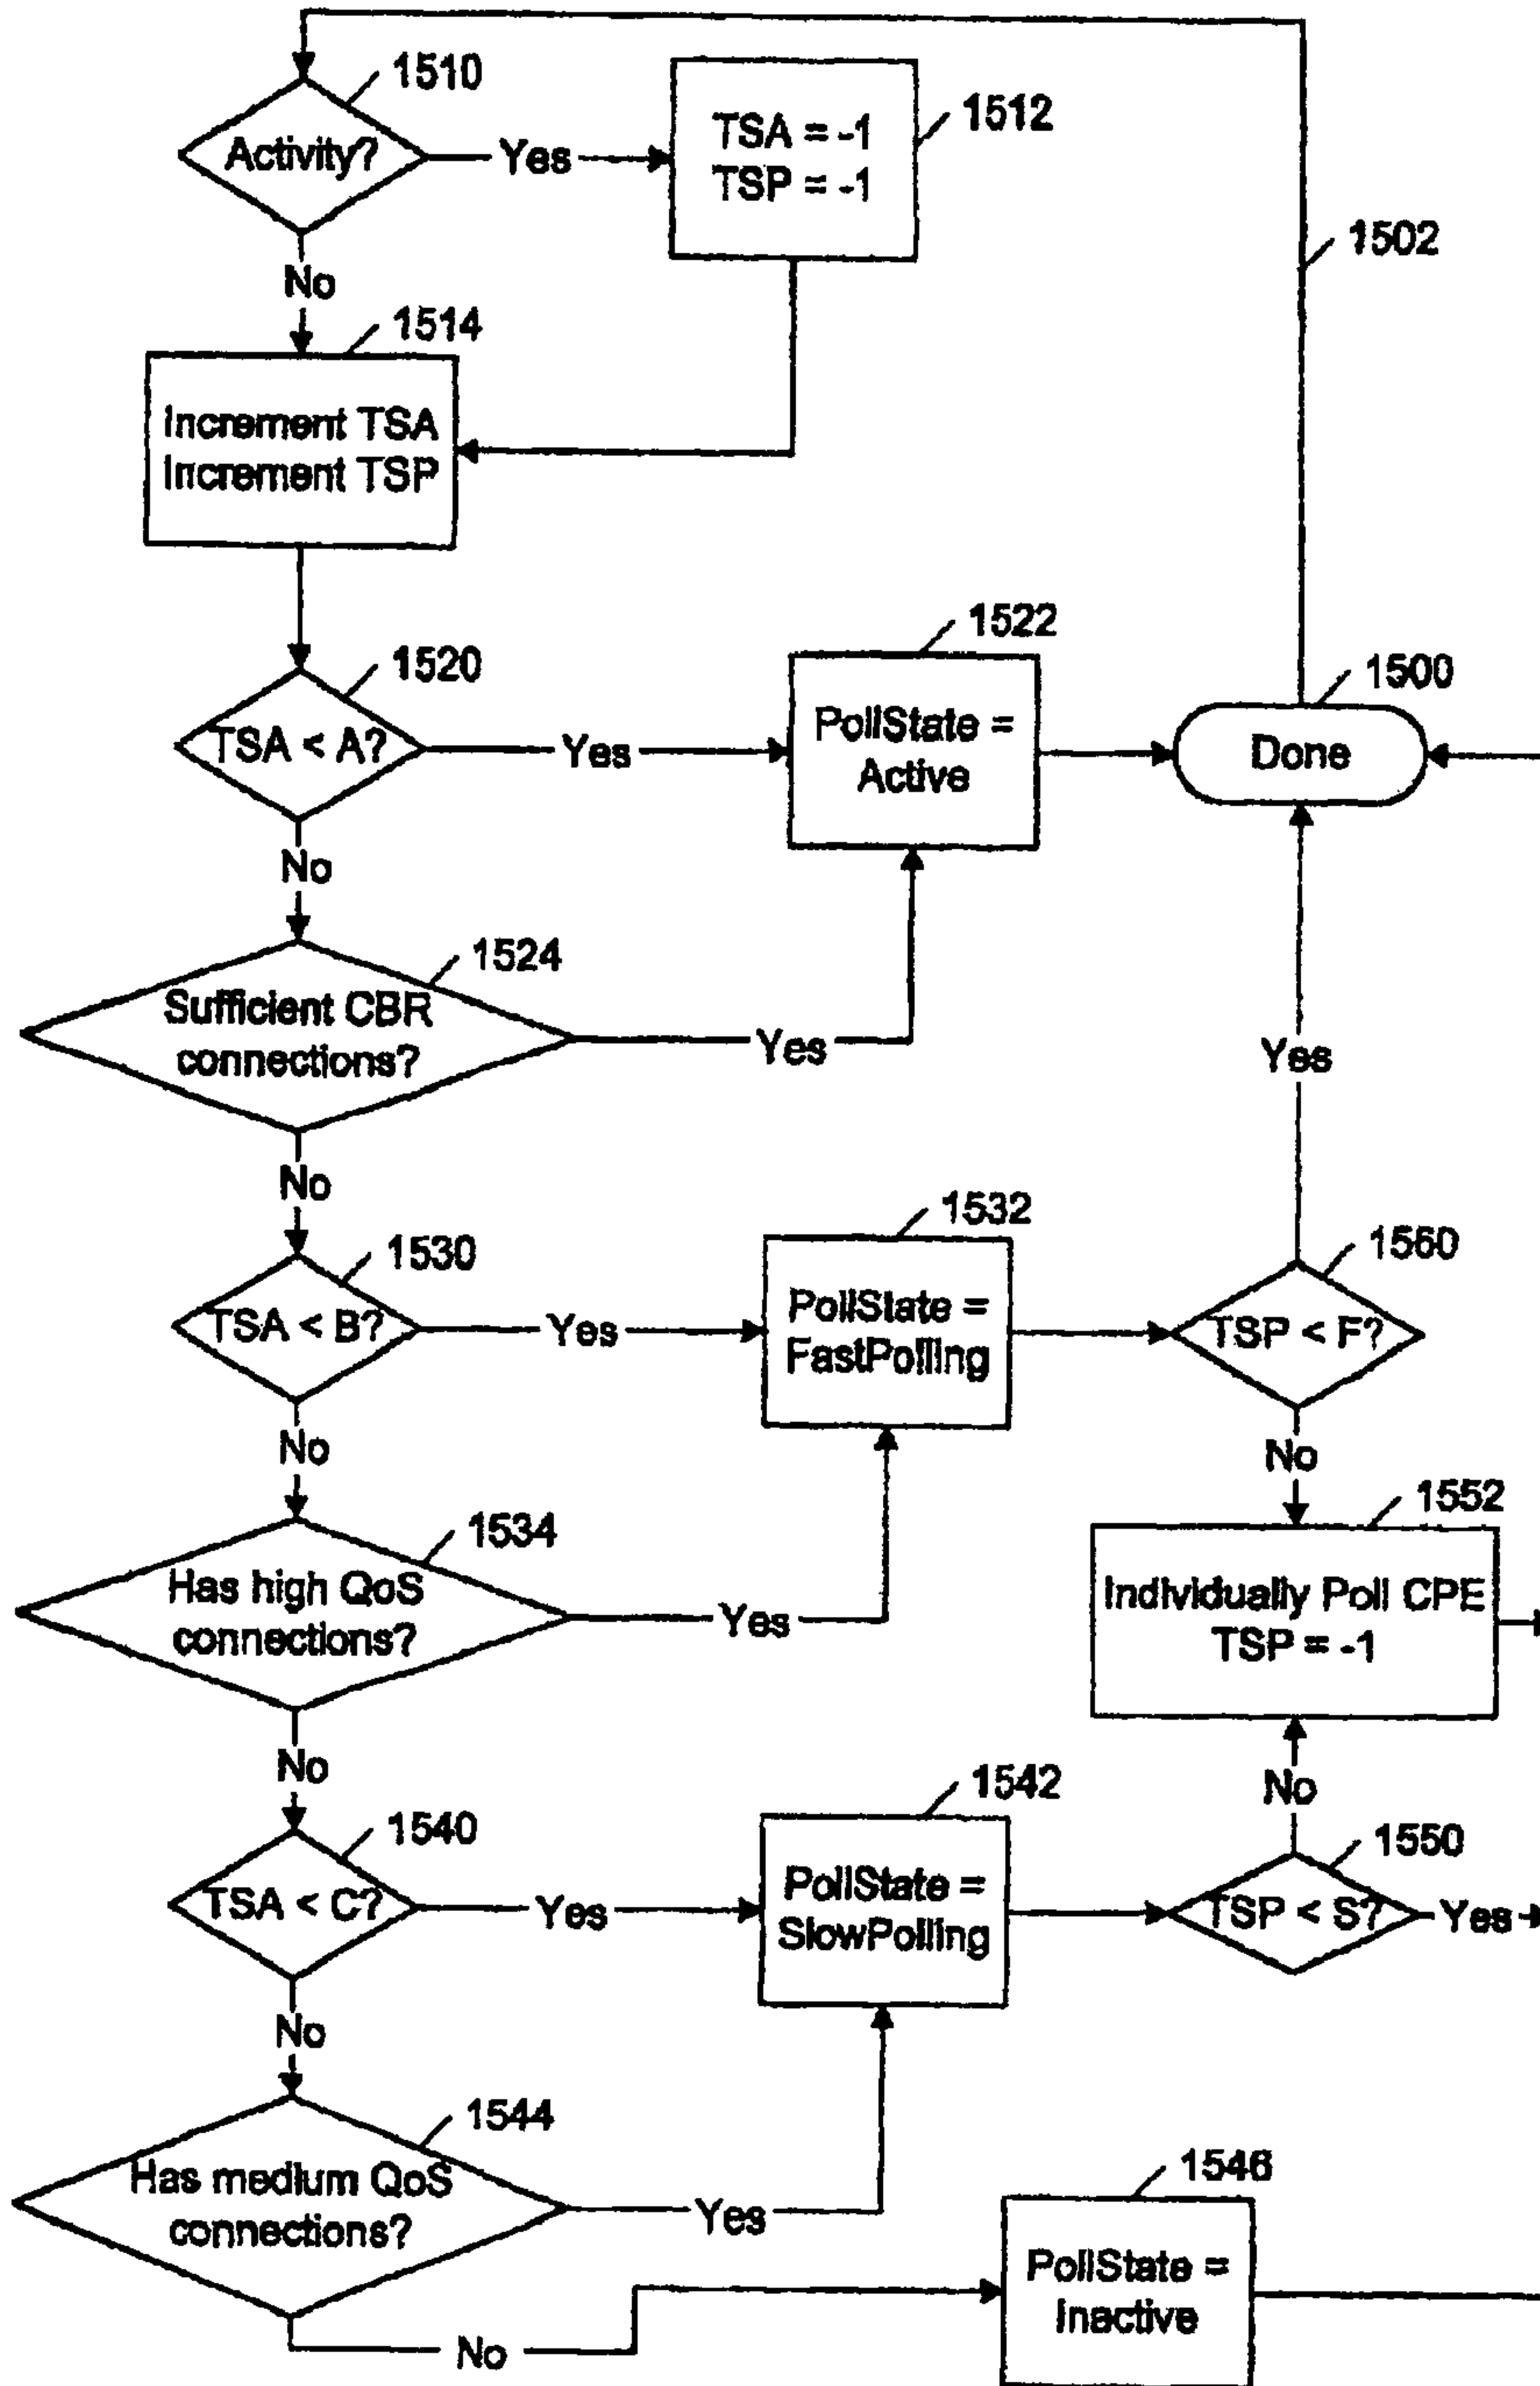 1510
Activity?
Yes
TSA = -1
TSP = -1
1512
1502
No
1514
Increment TSA
Increment TSP
1520
TSA < A?
Yes
1522
PollState =
Active
1500
Done
No
1524
Sufficient CBR
connections?
Yes
Yes
No
1530
TSA < B?
Yes
1532
PollState =
FastPolling
1560
TSP < F?
No
No
1534
Has high QoS
connections?
Yes
1552
Individually Poll CPE
TSP = -1
No
No
1540
TSA < C?
Yes
1542
PollState =
SlowPolling
1550
TSP < S?
Yes
No
1544
Has medium QoS
connections?
Yes
No
1546
PollState =
Inactive